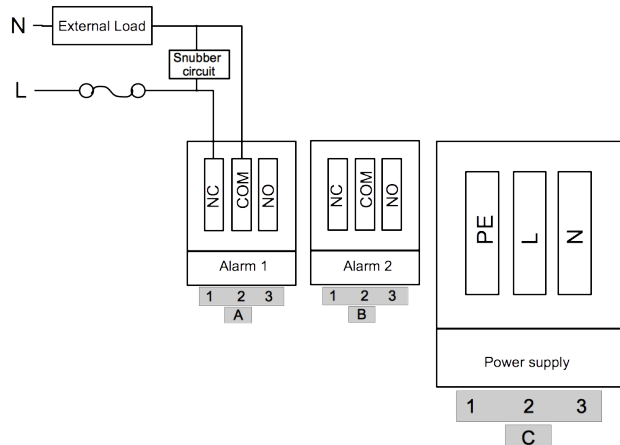 N
External Load
Snubber
circuit
L
NC
COM
NO
Alarm 1
1 2 3
A
NC
COM
NO
Alarm 2
1 2 3
B
PE
L
N
Power supply
1 2 3
C